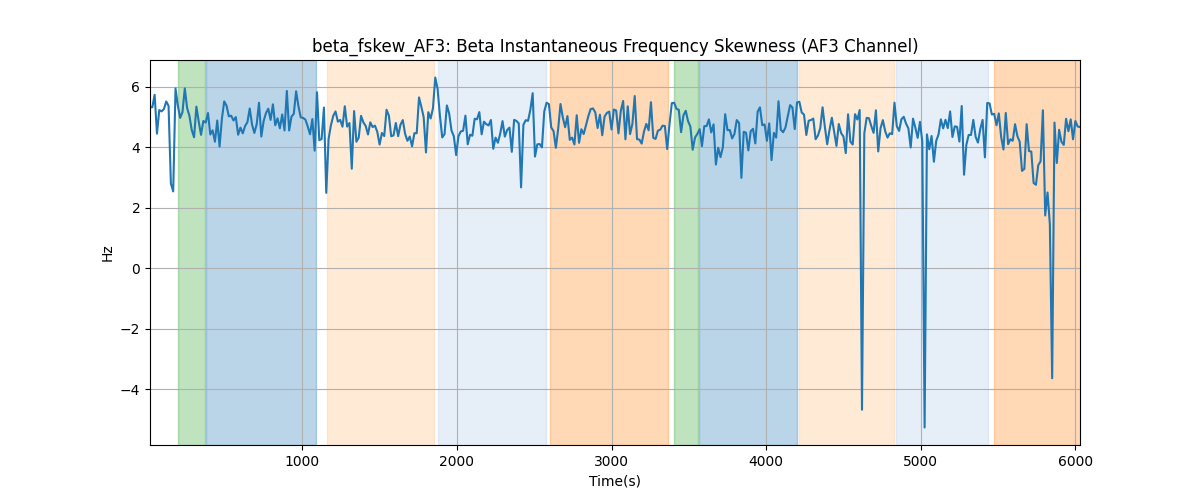 beta_fskew_AF3: Beta Instantaneous Frequency Skewness (AF3 Channel)
6
4
2
0
−2
−4
Hz
1000 2000 3000 4000 5000 6000
Time(s)